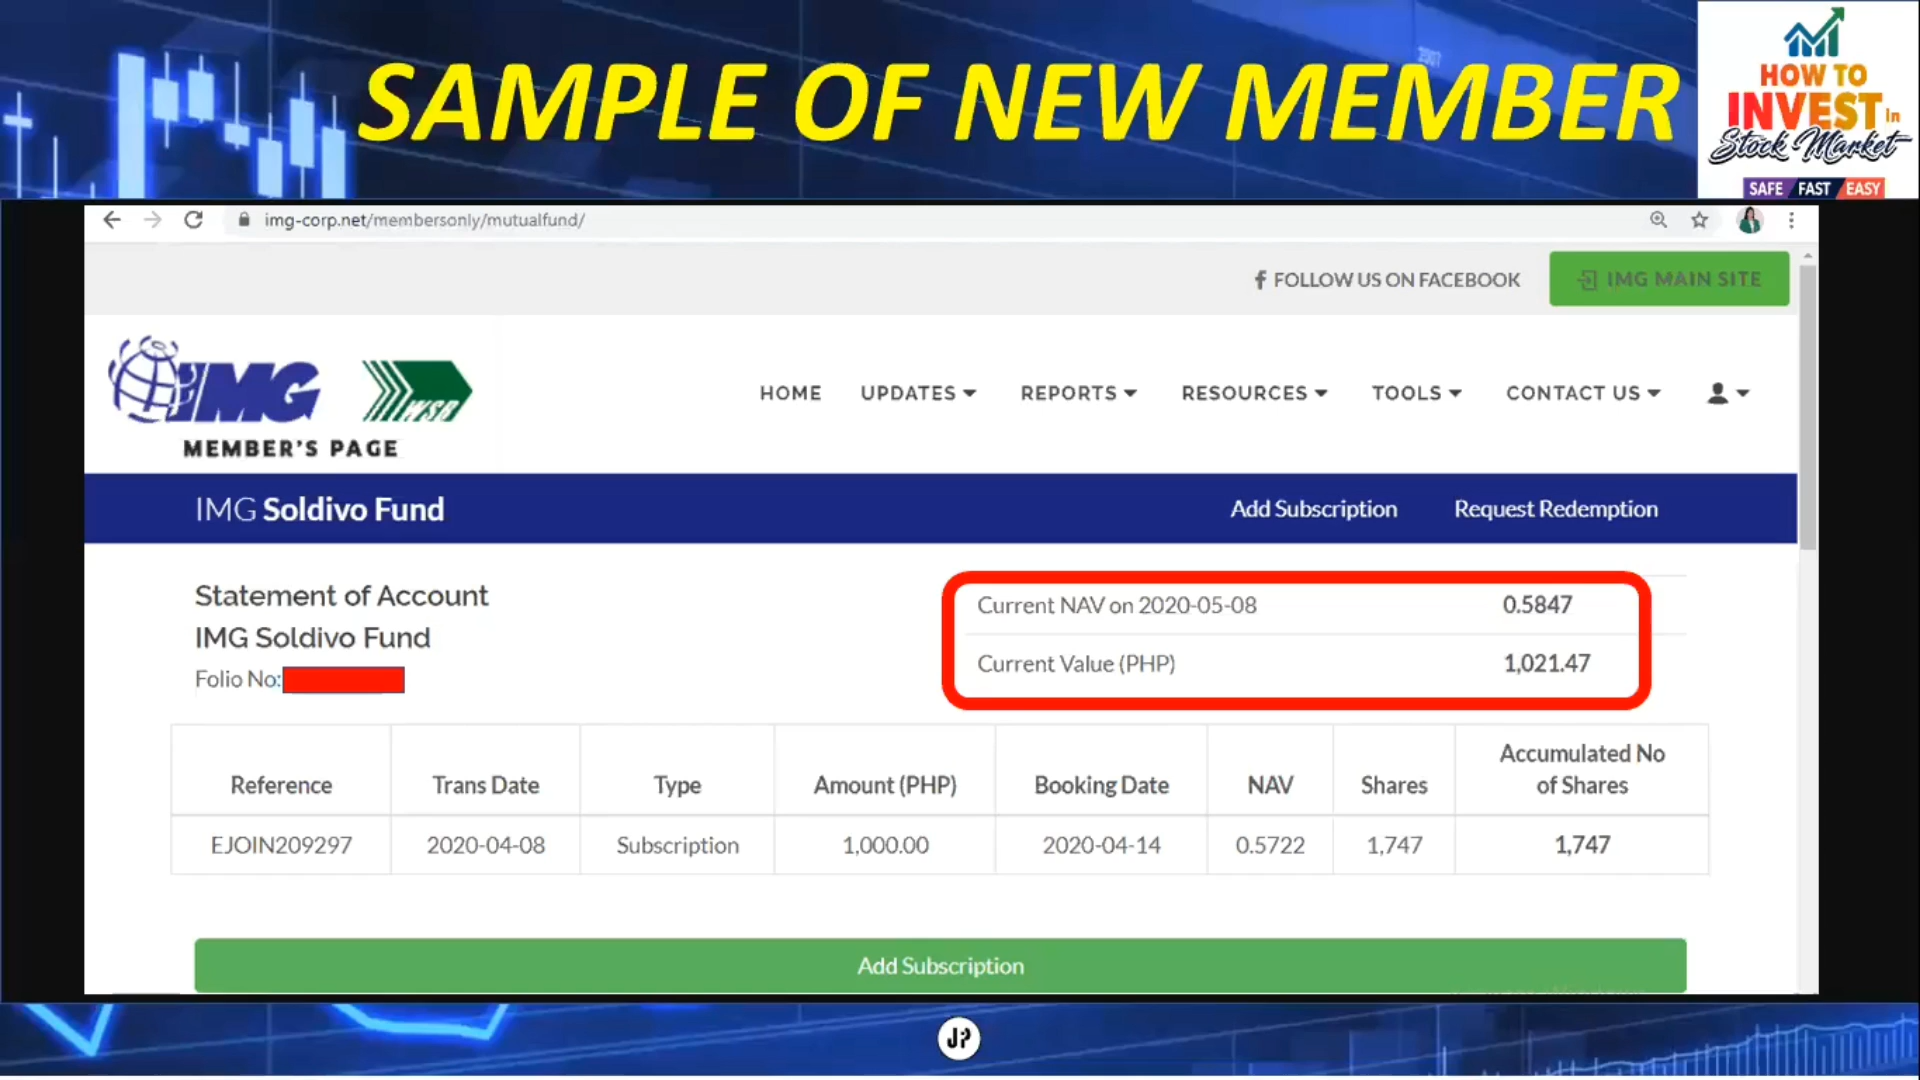 SAMPLE OF NEW MEMBER
HOW TO
INVEST In
Stock Market
SAFE FAST EASY
img-corp.net/membersonly/mutualfund/
FOLLOW US ON FACEBOOK
IMG MAIN SITE
IMG WSB
MEMBER'S PAGE
HOME UPDATES REPORTS RESOURCES TOOLS CONTACT US
IMG Soldivo Fund Add Subscription Request Redemption
Statement of Account
IMG Soldivo Fund
Folio No:
Current NAV on 2020-05-08 0.5847
Current Value (PHP) 1,021.47
Reference Trans Date Type Amount (PHP) Booking Date NAV Shares Accumulated No of Shares
EJOIN209297 2020-04-08 Subscription 1,000.00 2020-04-14 0.5722 1,747 1,747
Add Subscription